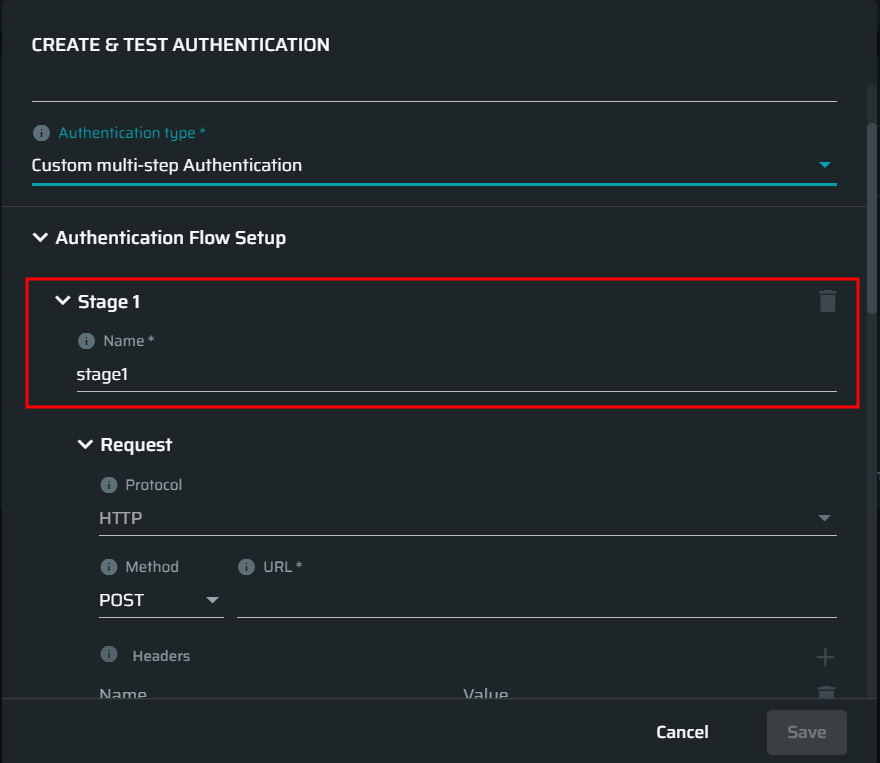 CREATE & TEST AUTHENTICATION
Authentication type *
Custom multi-step Authentication
Authentication Flow Setup
Stage 1
Name *
stage1
Request
Protocol
HTTP
Method URL *
POST
Headers
Name Value
Cancel Save